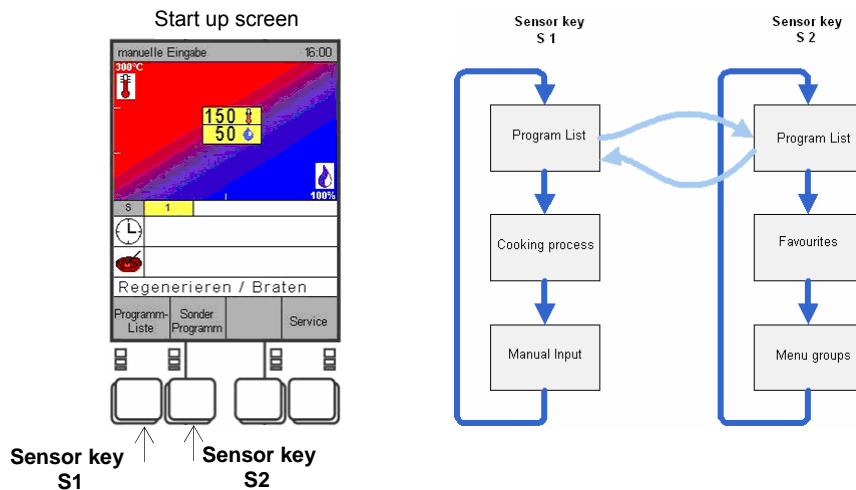 Start up screen
manuelle Eingabe 16:00
300°C
150
50
100%
S 1
Regenerieren / Braten
Programm-
Liste
Sonder
Programm
Service
Sensor key
S1
Sensor key
S2
Sensor key
S 1
Program List
Cooking process
Manual Input
Sensor key
S 2
Program List
Favourites
Menu groups